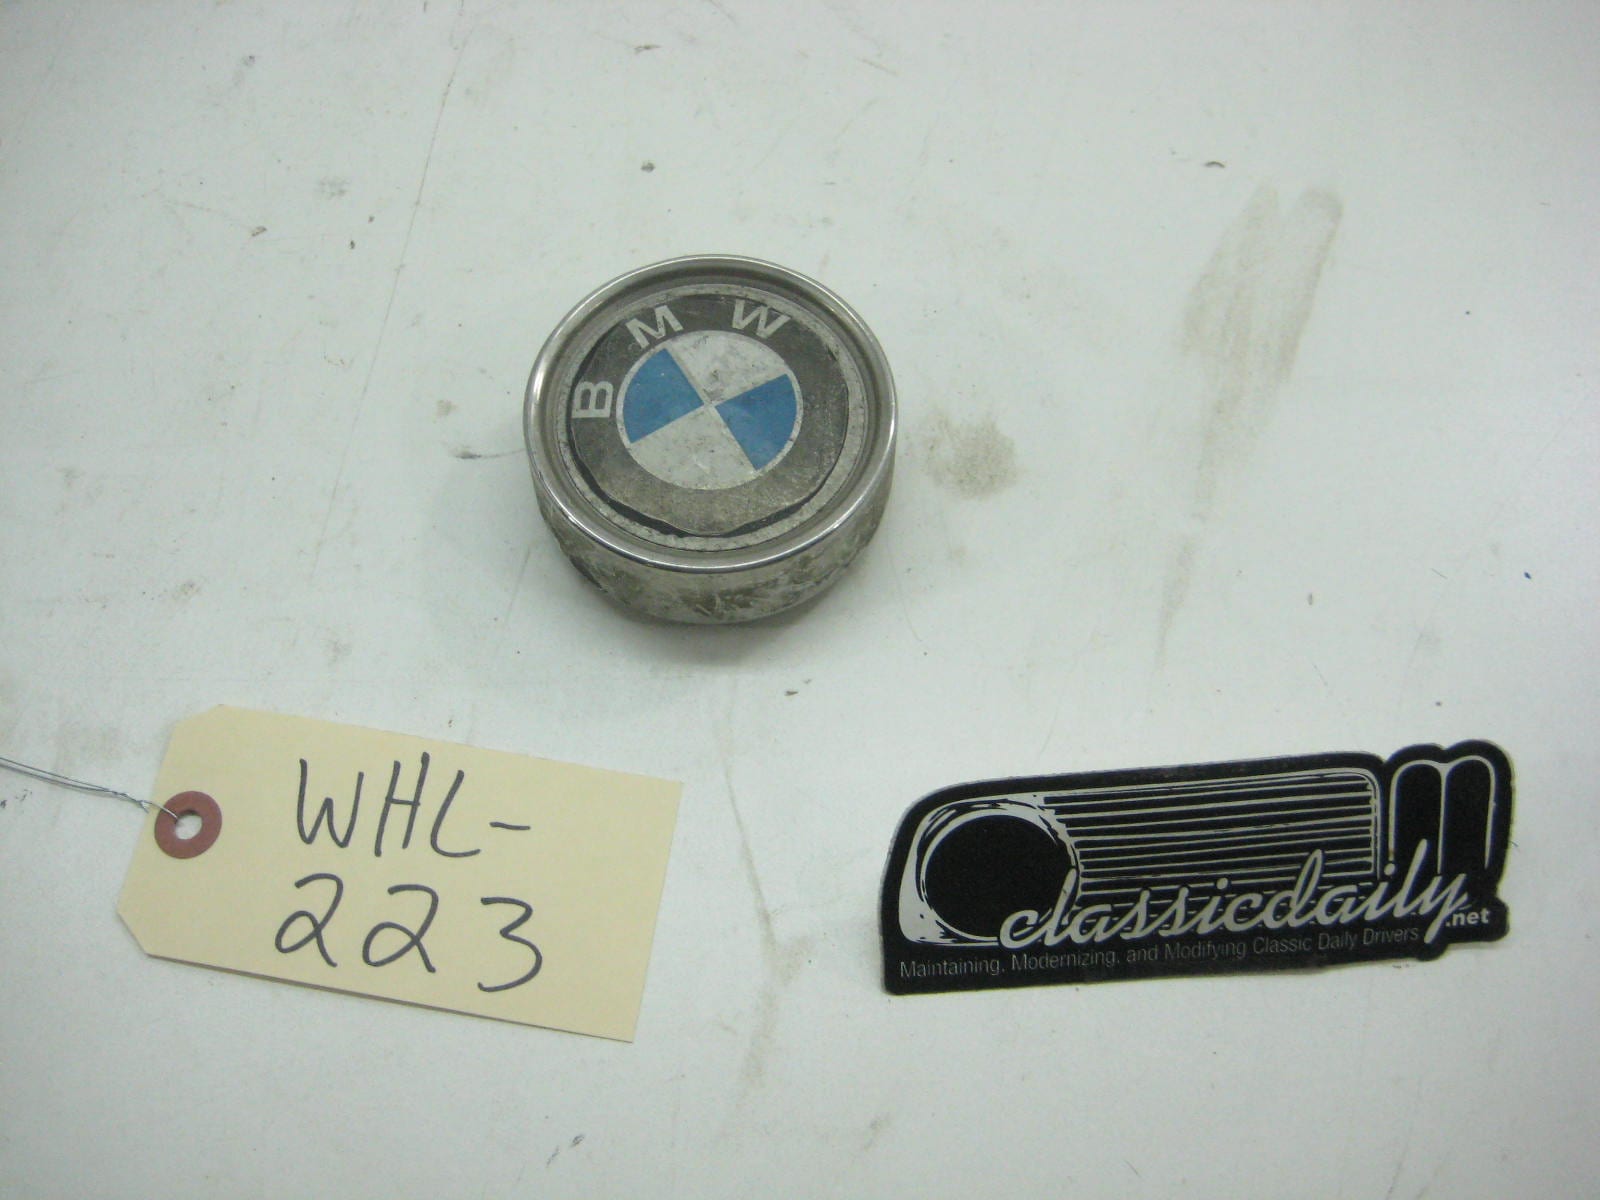 BMW
WHL-
223
classicdaily.net
Maintaining, Modernizing, and Modifying Classic Daily Drivers